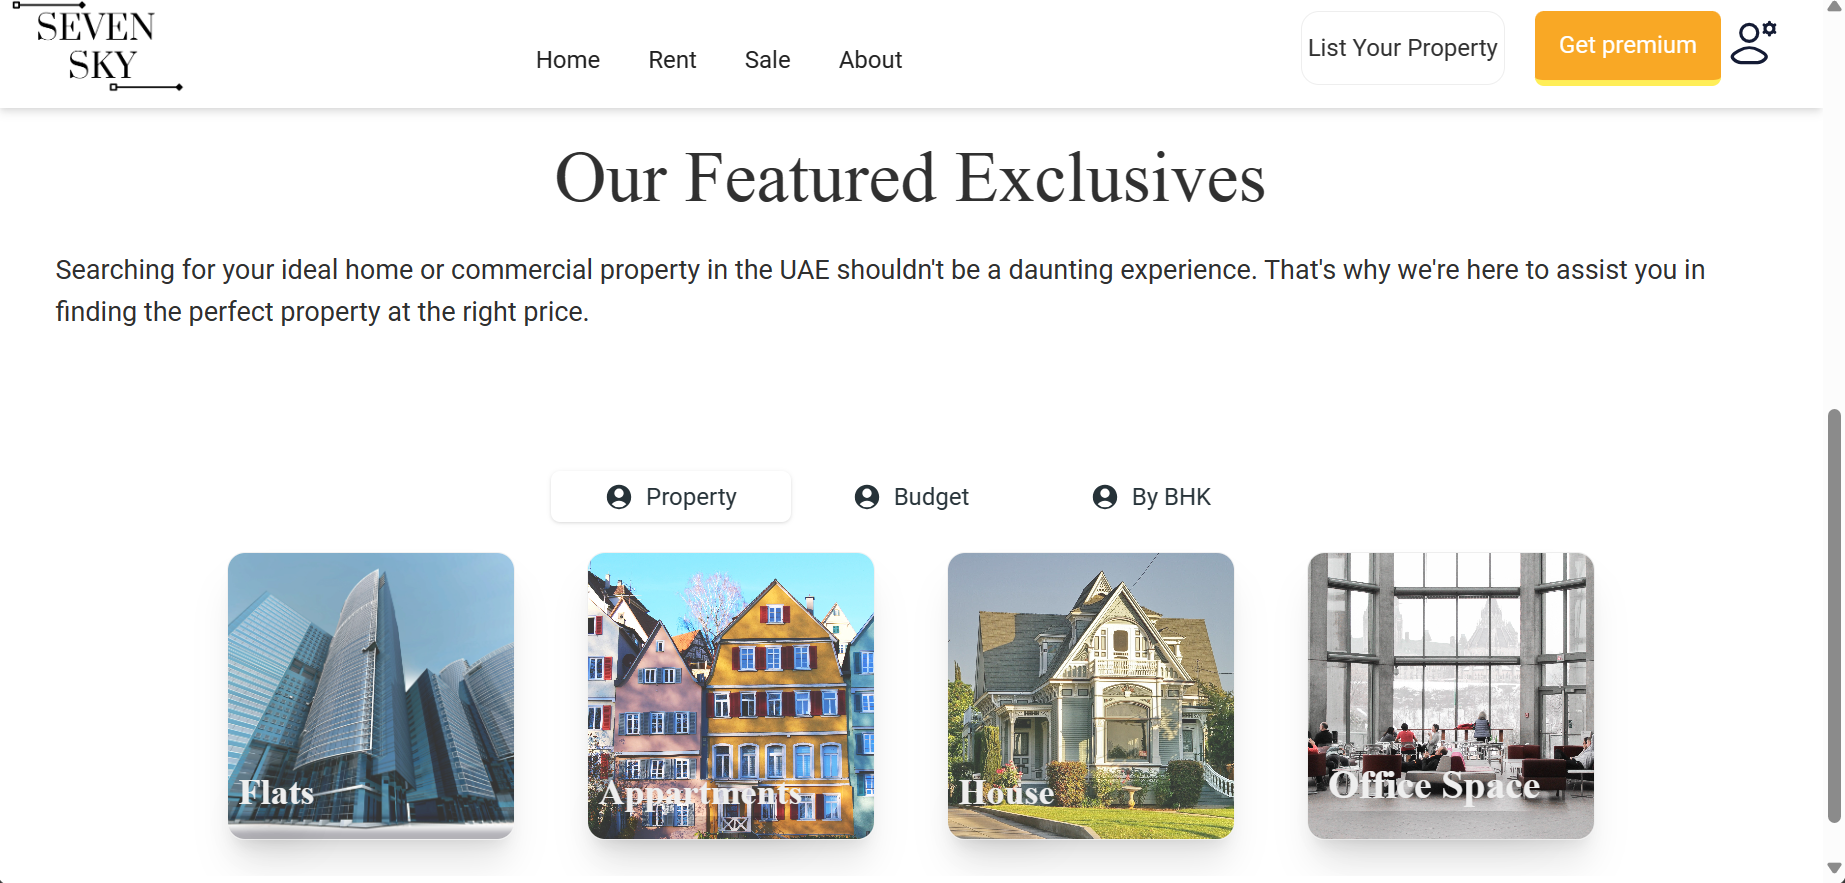 SEVEN
SKY
Home Rent Sale About
List Your Property
Get premium
Our Featured Exclusives
Searching for your ideal home or commercial property in the UAE shouldn't be a daunting experience. That's why we're here to assist you in
finding the perfect property at the right price.
Property Budget By BHK
Flats
Appartments
House
Office Space